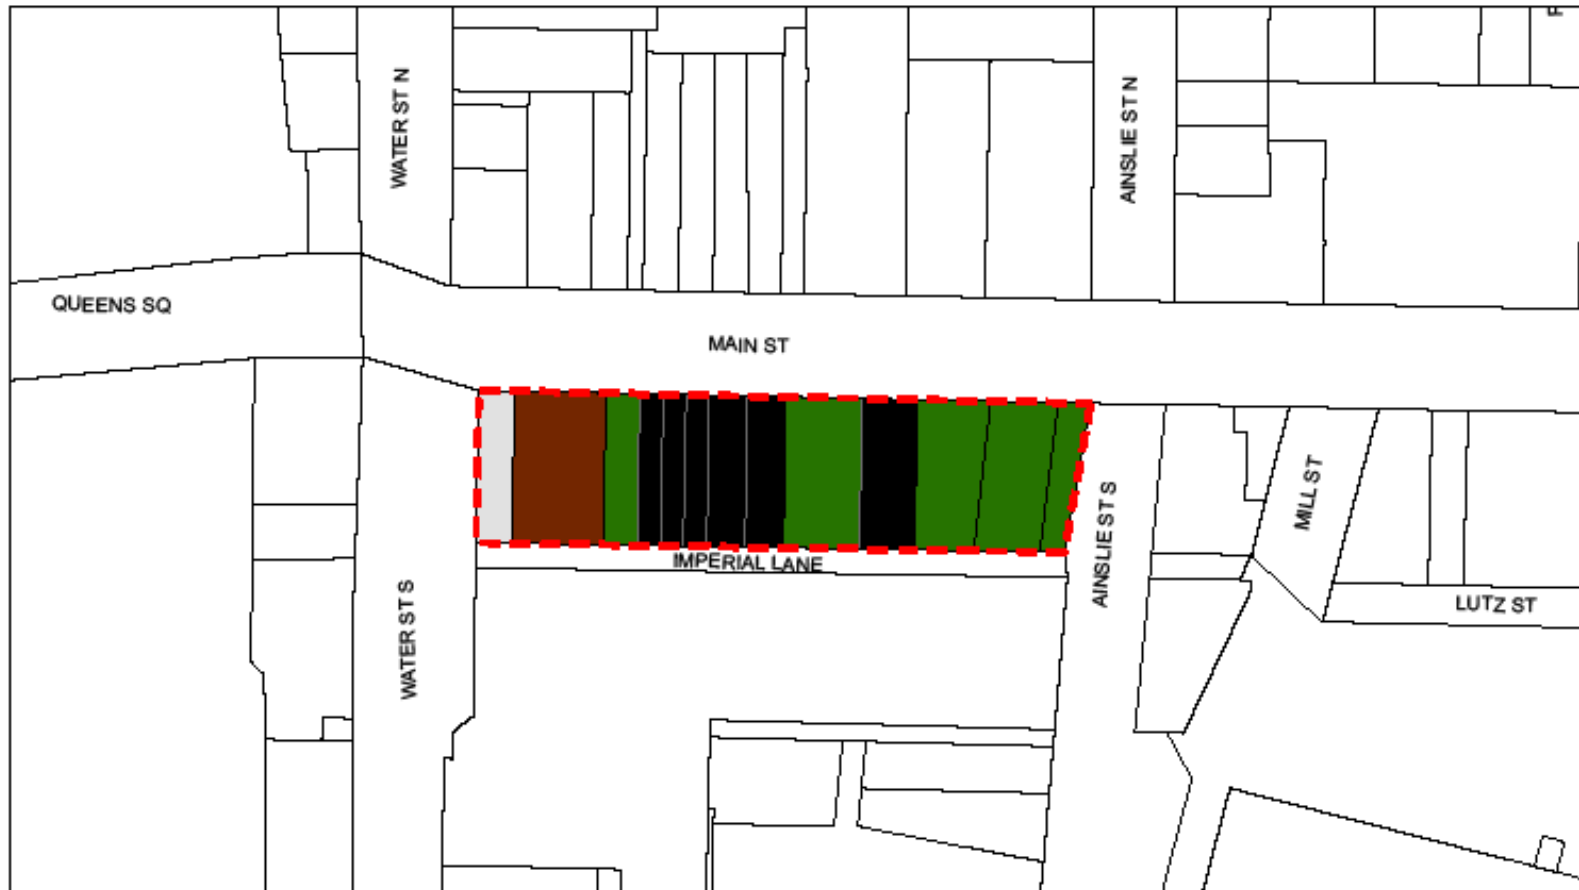 WATER ST N
AINSLIE ST N
QUEENS SQ
MAIN ST
MILL ST
AINSLIE ST S
IMPERIAL LANE
LUTZ ST
WATER ST S